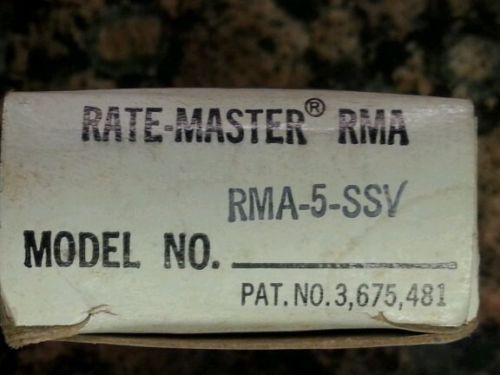 RATE-MASTER® RMA
RMA-5-SSV
MODEL NO.
PAT. NO. 3,675,481